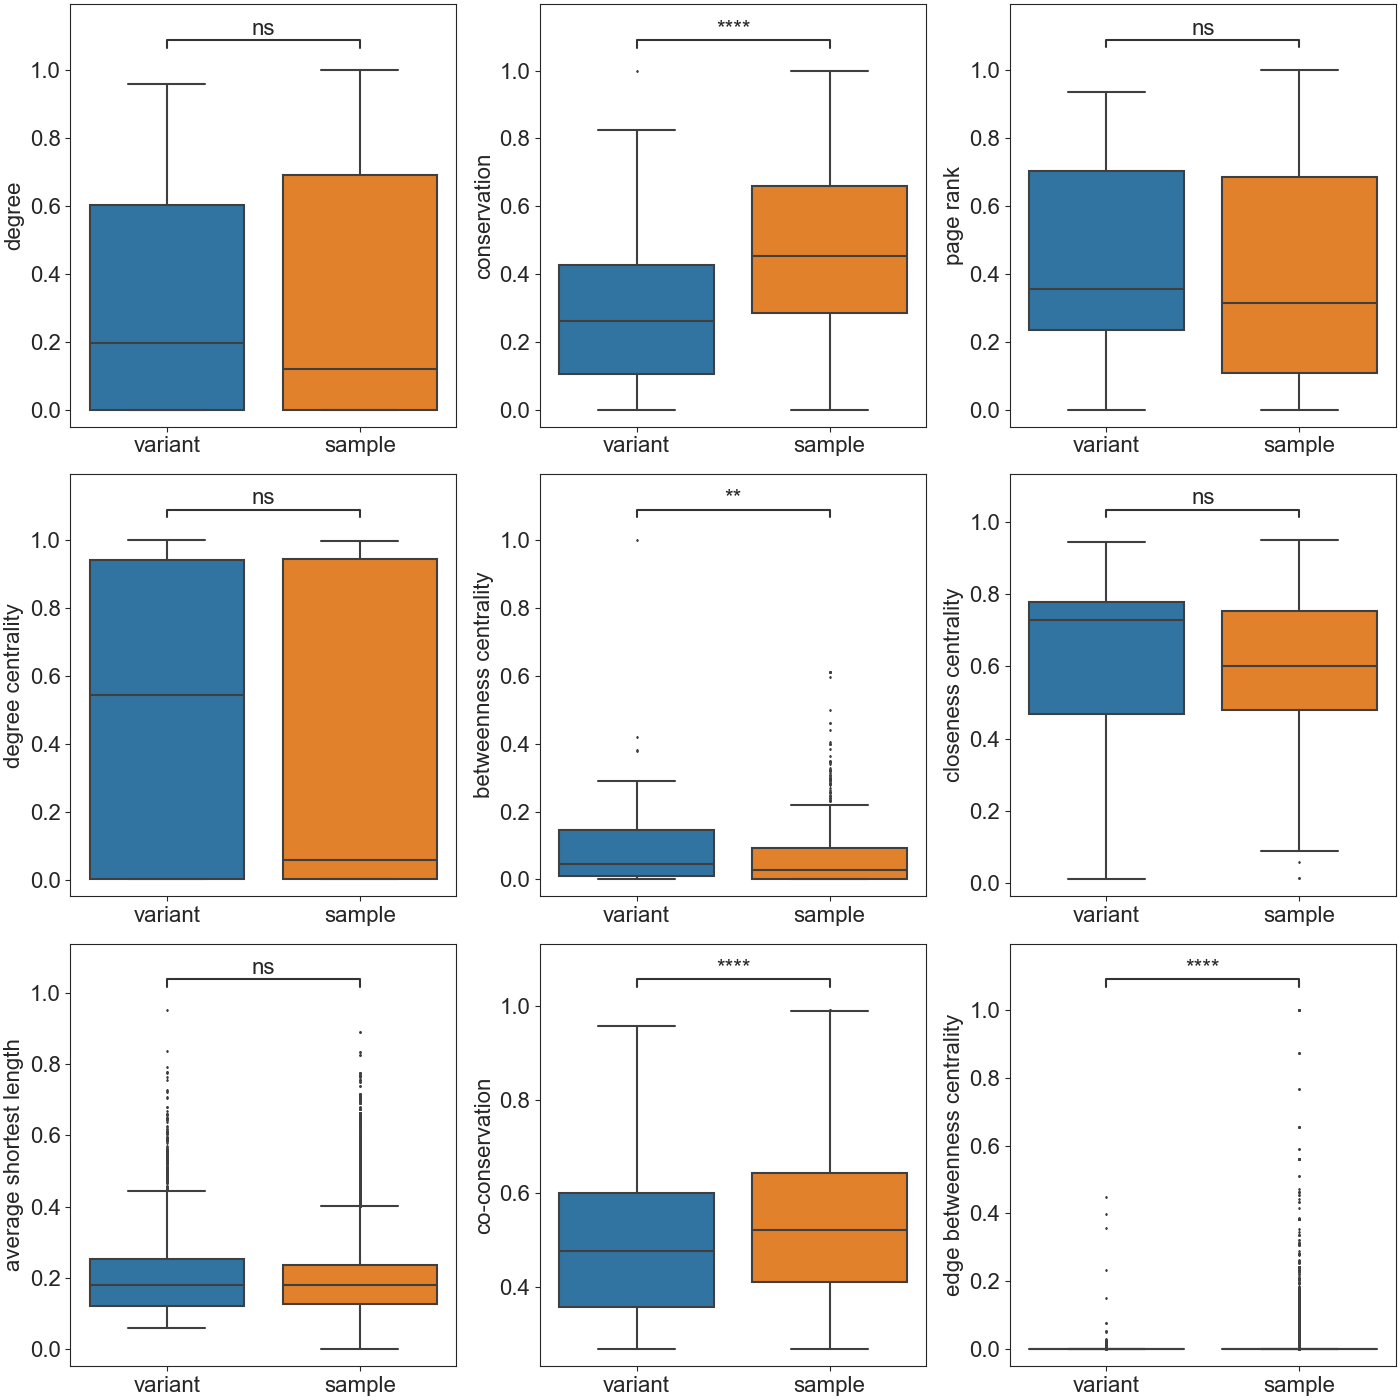 ns
1.0
0.8
0.6
0.4
0.2
0.0
degree
variant sample
****
1.0
0.8
0.6
0.4
0.2
0.0
conservation
variant sample
ns
1.0
0.8
0.6
0.4
0.2
0.0
page rank
variant sample
ns
1.0
0.8
0.6
0.4
0.2
0.0
degree centrality
variant sample
**
1.0
0.8
0.6
0.4
0.2
0.0
betweenness centrality
variant sample
ns
1.0
0.8
0.6
0.4
0.2
0.0
closeness centrality
variant sample
ns
1.0
0.8
0.6
0.4
0.2
0.0
average shortest length
variant sample
****
1.0
0.8
0.6
0.4
co-conservation
variant sample
****
1.0
0.8
0.6
0.4
0.2
0.0
edge betweenness centrality
variant sample